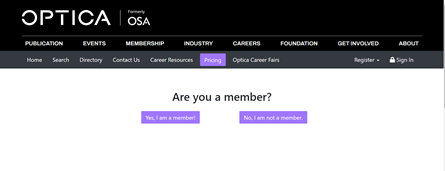 OPTICA Formerly OSA
PUBLICATION EVENTS MEMBERSHIP INDUSTRY CAREERS FOUNDATION GET INVOLVED ABOUT
Home Search Directory Contact Us Career Resources Pricing Optica Career Fairs Register Sign In
Are you a member?
Yes, I am a member! No, I am not a member.